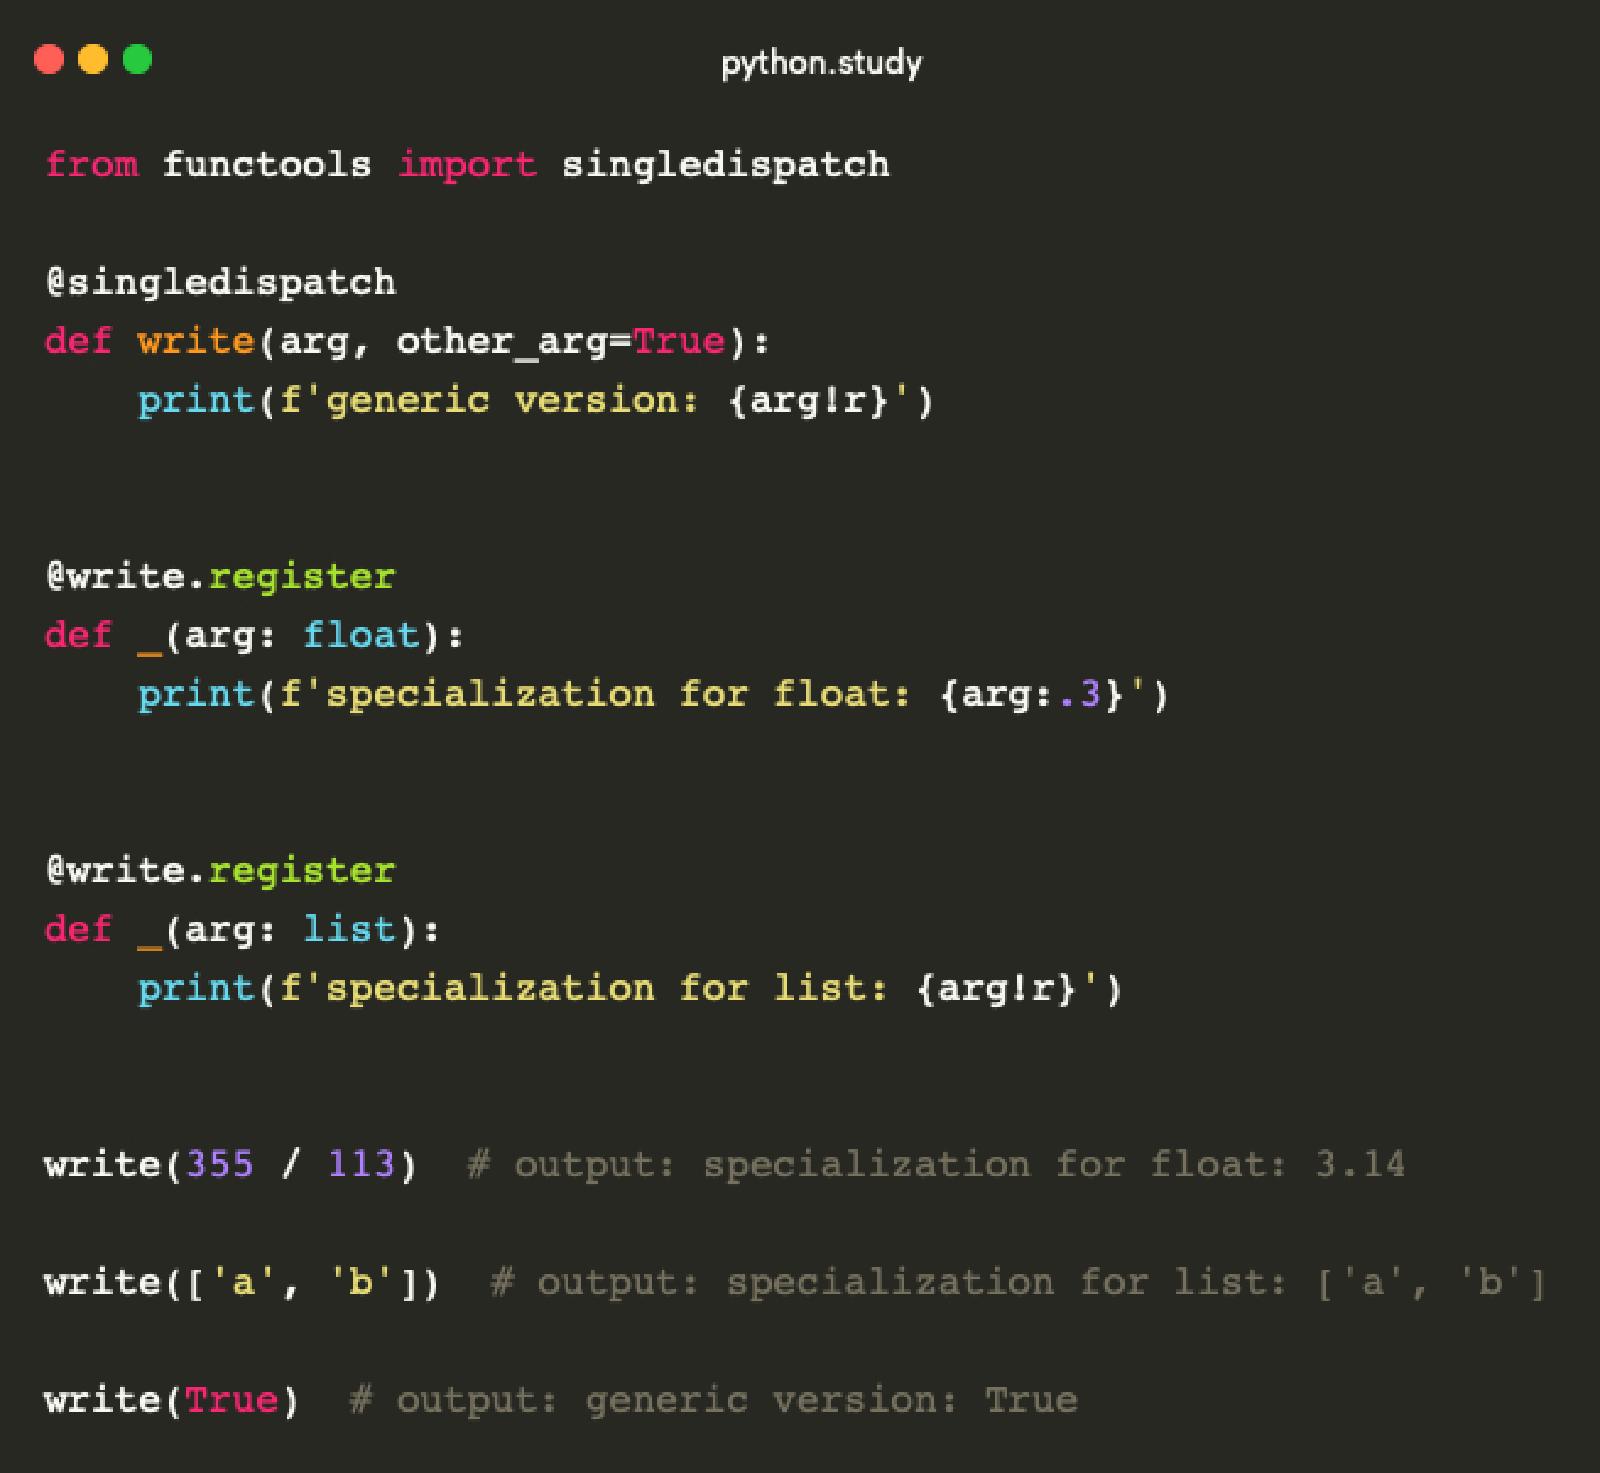 python.study
from functools import singledispatch
@singledispatch
def write(arg, other_arg=True):
    print(f'generic version: {arg!r}')
@write.register
def _(arg: float):
    print(f'specialization for float: {arg:.3}')
@write.register
def _(arg: list):
    print(f'specialization for list: {arg!r}')
write(355 / 113)  # output: specialization for float: 3.14
write(['a', 'b'])  # output: specialization for list: ['a', 'b']
write(True)  # output: generic version: True